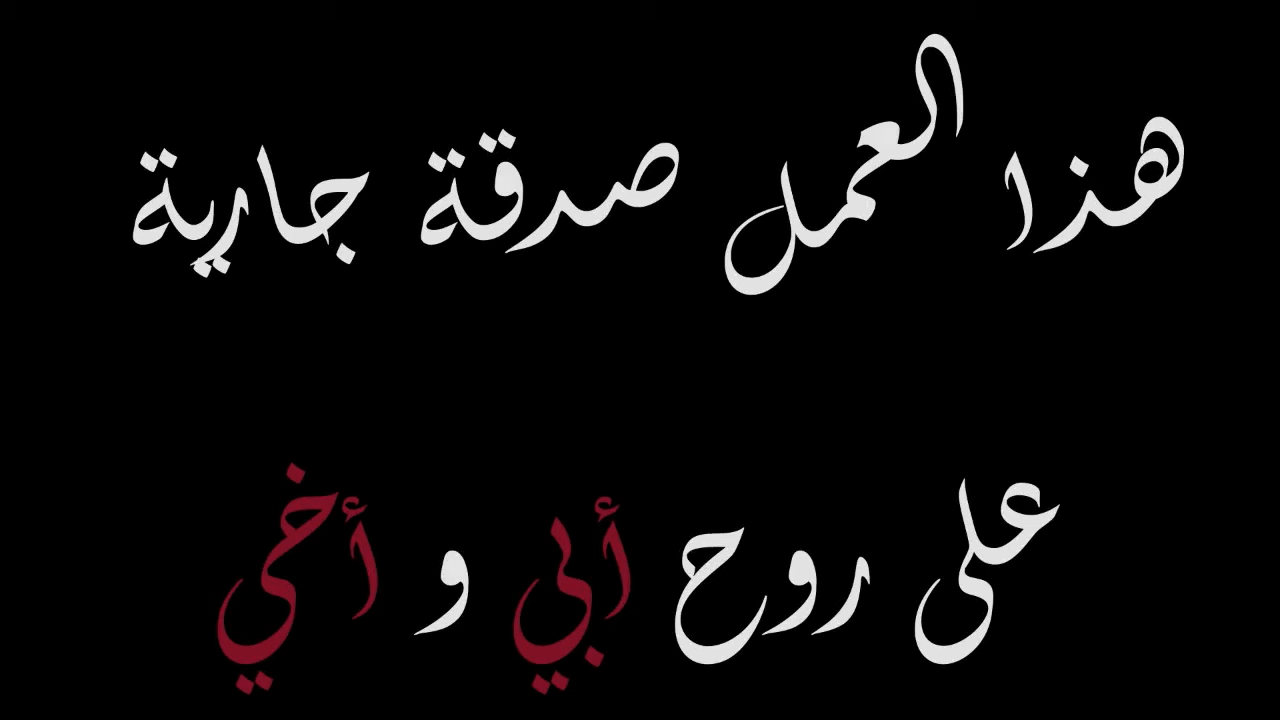 هذا العمل صدقة جارية
على روح أبي و أخي